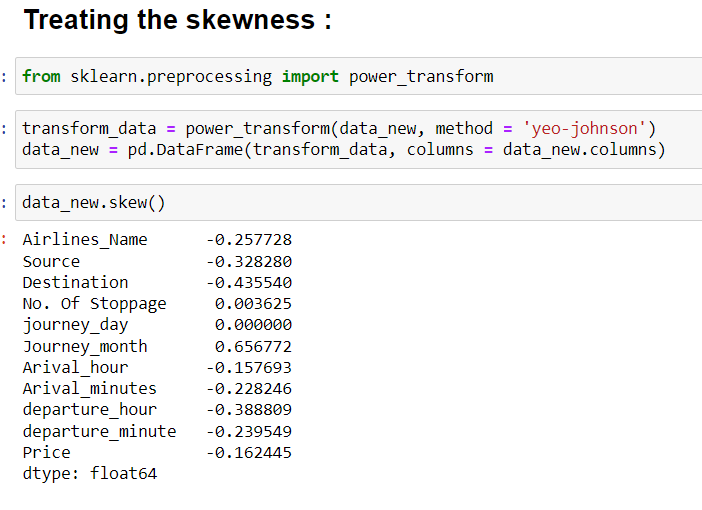 Treating the skewness :
: from sklearn.preprocessing import power_transform
: transform_data = power_transform(data_new, method = 'yeo-johnson')
data_new = pd.DataFrame(transform_data, columns = data_new.columns)
: data_new.skew()
: Airlines_Name -0.257728
Source -0.328280
Destination -0.435540
No. Of Stoppage 0.003625
journey_day 0.000000
Journey_month 0.656772
Arival_hour -0.157693
Arival_minutes -0.228246
departure_hour -0.388809
departure_minute -0.239549
Price -0.162445
dtype: float64